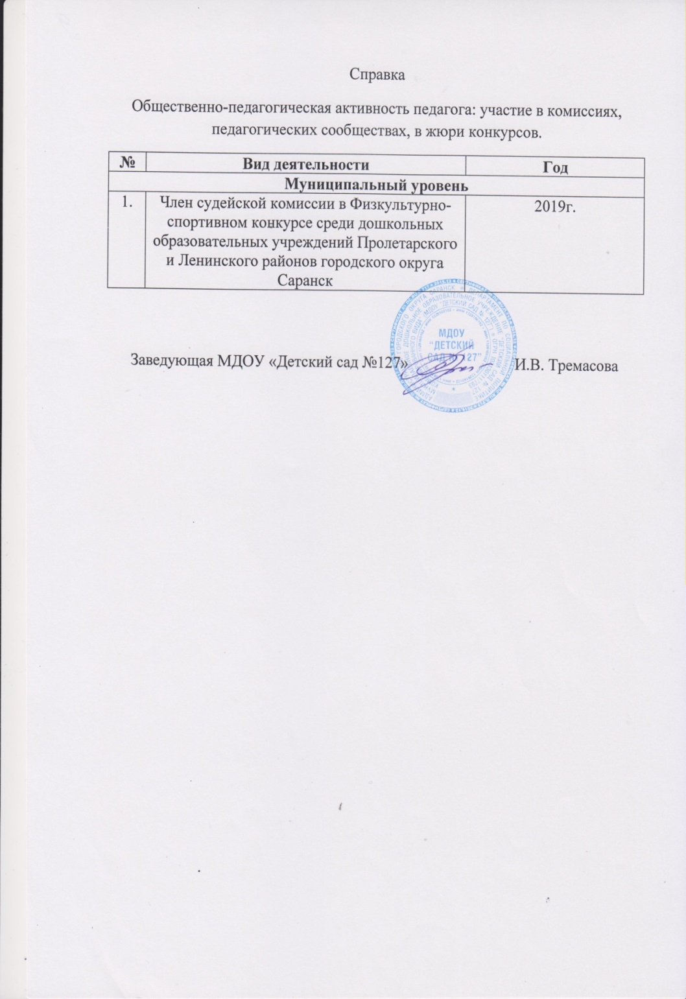 Справка
Общественно-педагогическая активность педагога: участие в комиссиях,
педагогических сообществах, в жюри конкурсов.
№ Вид деятельности Год
Муниципальный уровень
1. Член судейской комиссии в Физкультурно- 2019г.
спортивном конкурсе среди дошкольных
образовательных учреждений Пролетарского
и Ленинского районов городского округа
Саранск
МДОУ
"ДЕТСКИЙ
САД № 127"
Заведующая МДОУ «Детский сад №127» И.В. Тремасова